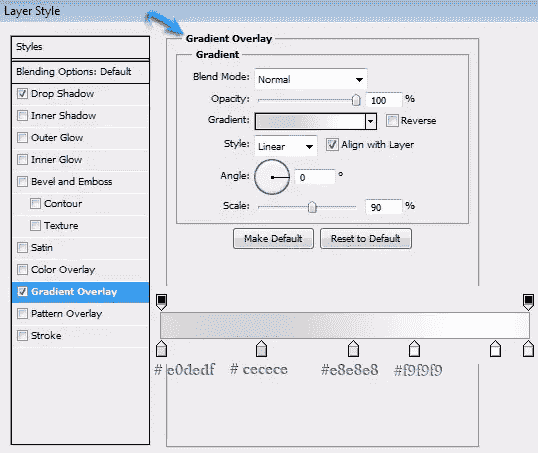 Layer Style
Styles
Blending Options: Default
Drop Shadow
Inner Shadow
Outer Glow
Inner Glow
Bevel and Emboss
Contour
Texture
Satin
Color Overlay
Gradient Overlay
Pattern Overlay
Stroke
Gradient Overlay
Gradient
Blend Mode: Normal
Opacity: 100 %
Gradient: Reverse
Style: Linear Align with Layer
Angle: 0 °
Scale: 90 %
Make Default Reset to Default
# e0dedf # cecece #e8e8e8 #f9f9f9